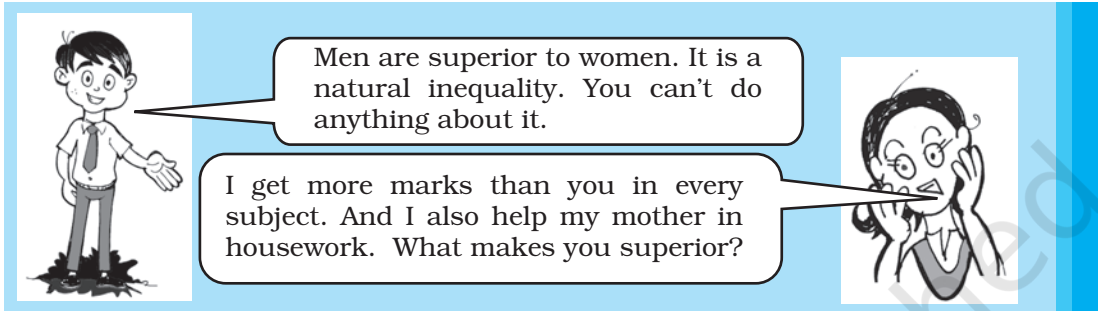 Men are superior to women. It is a
natural inequality. You can't do
anything about it.
I get more marks than you in every
subject. And I also help my mother in
housework. What makes you superior?
hed